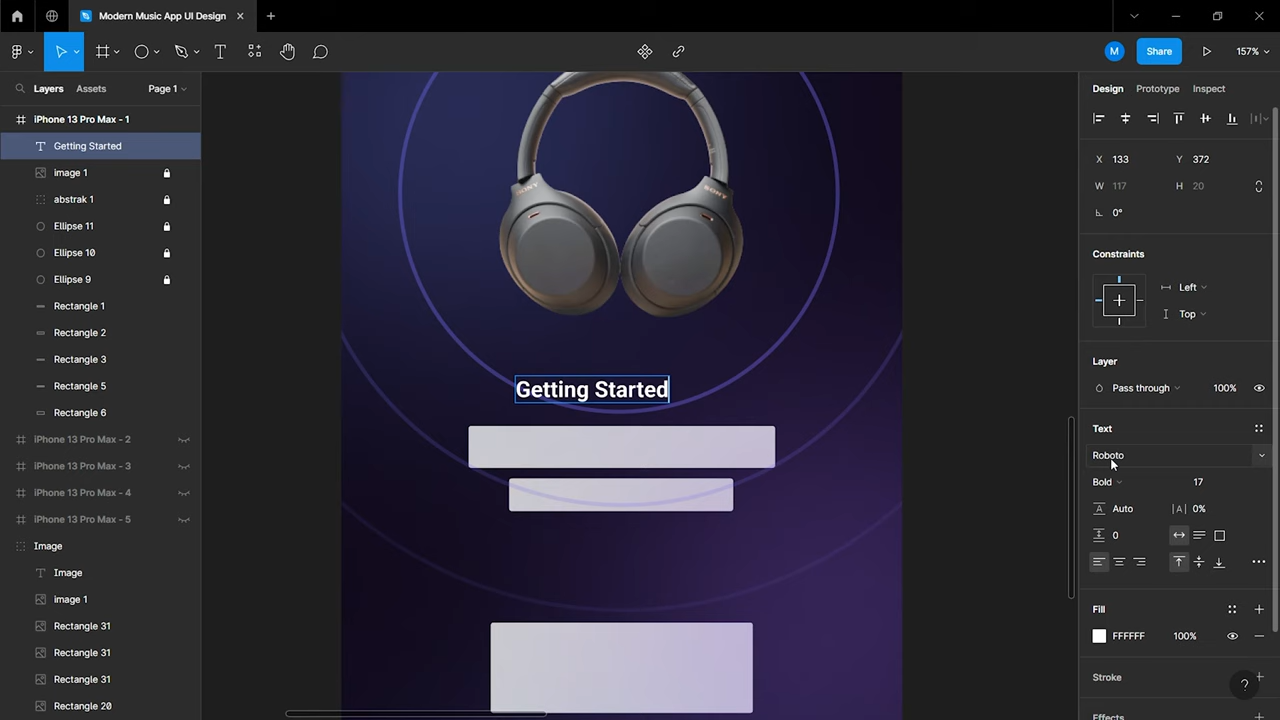 Modern Music App UI Design
M
Share
157%
Layers
Assets
Page 1
Design
Prototype
Inspect
iPhone 13 Pro Max - 1
Getting Started
image 1
abstrak 1
Ellipse 11
Ellipse 10
Ellipse 9
Rectangle 1
Rectangle 2
Rectangle 3
Rectangle 5
Rectangle 6
iPhone 13 Pro Max - 2
iPhone 13 Pro Max - 3
iPhone 13 Pro Max - 4
iPhone 13 Pro Max - 5
Image
Image
image 1
Rectangle 31
Rectangle 31
Rectangle 31
Rectangle 20
SONY
SONY
Getting Started
X 133
Y 372
W 117
H 20
0°
Constraints
Left
Top
Layer
Pass through
100%
Text
Roboto
Bold
17
A Auto
|A| 0%
0
Fill
FFFFFF
100%
Stroke
?
Effects